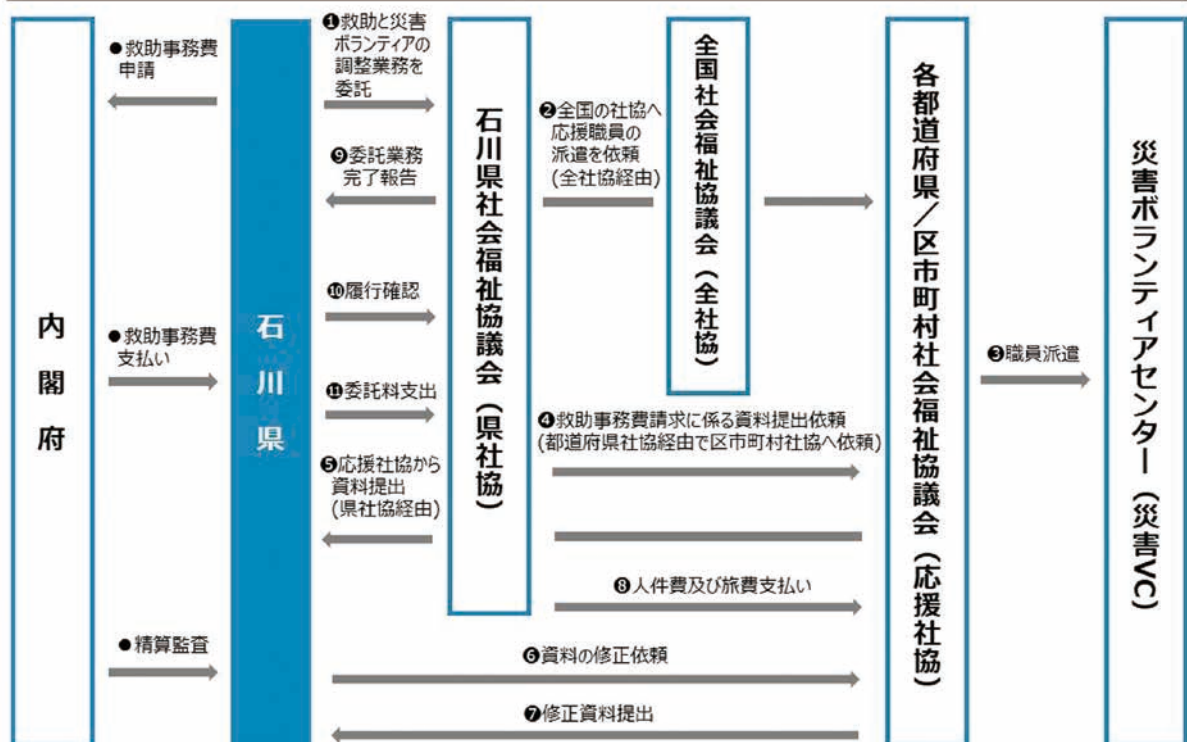 内閣府
●救助事務費
申請
●救助事務費
支払い
●精算監査
石川県
❶救助と災害
ボランティアの
調整業務を
委託
❾委託業務
完了報告
❿履行確認
⓫委託料支出
❺応援社協から
資料提出
(県社協経由)
石川県社会福祉協議会（県社協）
❷全国の社協へ
応援職員の
派遣を依頼
(全社協経由)
全国社会福祉協議会（全社協）
❹救助事務費請求に係る資料提出依頼
(都道府県社協経由で区市町村社協へ依頼)
❽人件費及び旅費支払い
❻資料の修正依頼
❼修正資料提出
各都道府県／区市町村社会福祉協議会（応援社協）
❸職員派遣
災害ボランティアセンター（災害VC）